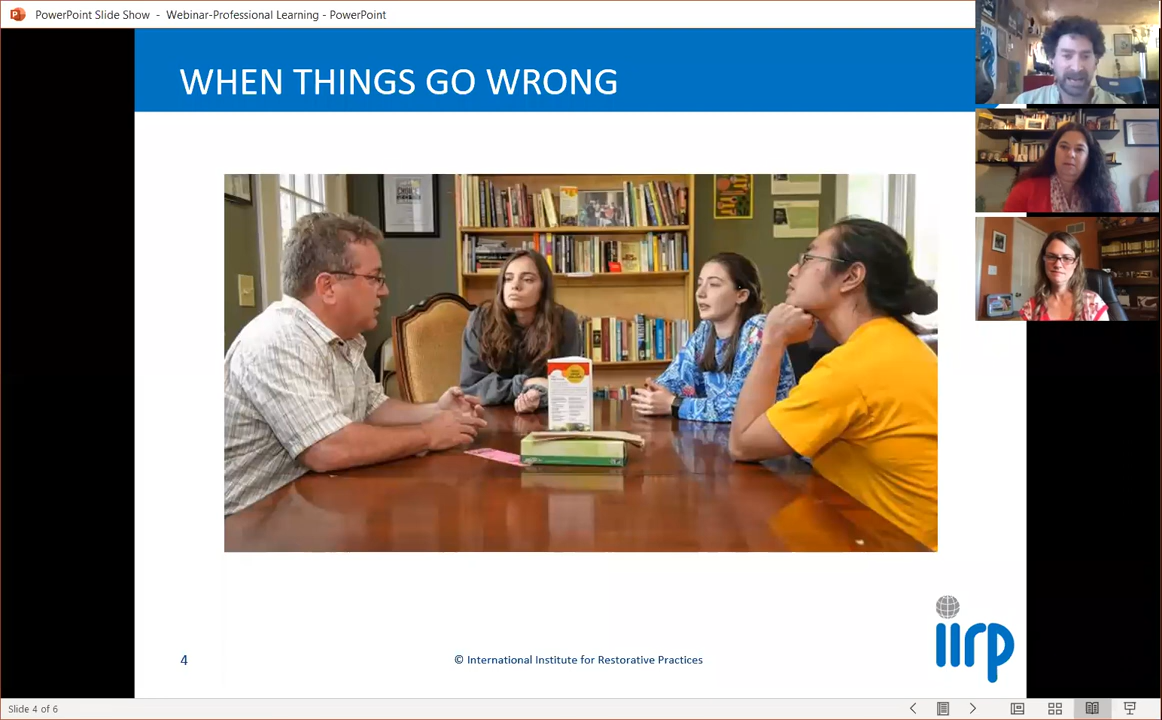 PowerPoint Slide Show - Webinar-Professional Learning - PowerPoint
WHEN THINGS GO WRONG
CHOICE
4
© International Institute for Restorative Practices
iirp
Slide 4 of 6